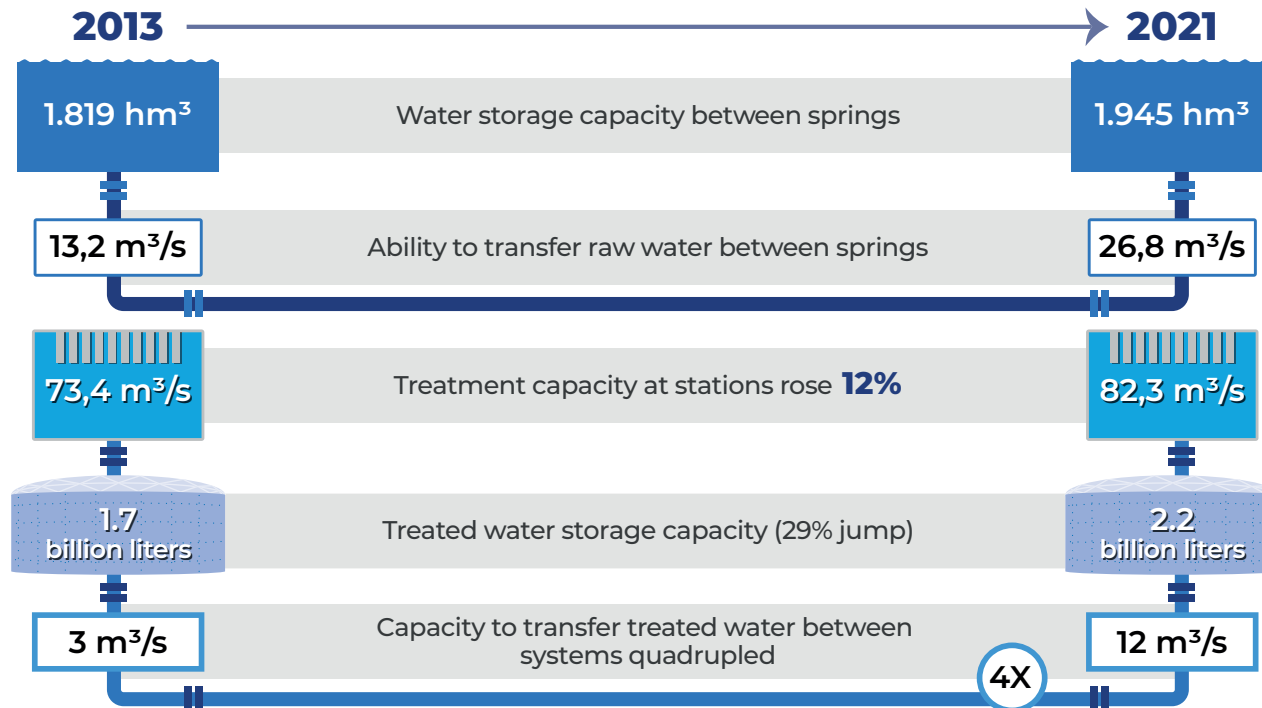 2013
2021
1.819 hm³
Water storage capacity between springs
1.945 hm³
13,2 m³/s
Ability to transfer raw water between springs
26,8 m³/s
73,4 m³/s
Treatment capacity at stations rose 12%
82,3 m³/s
1.7
billion liters
Treated water storage capacity (29% jump)
2.2
billion liters
3 m³/s
Capacity to transfer treated water between
systems quadrupled
12 m³/s
4X